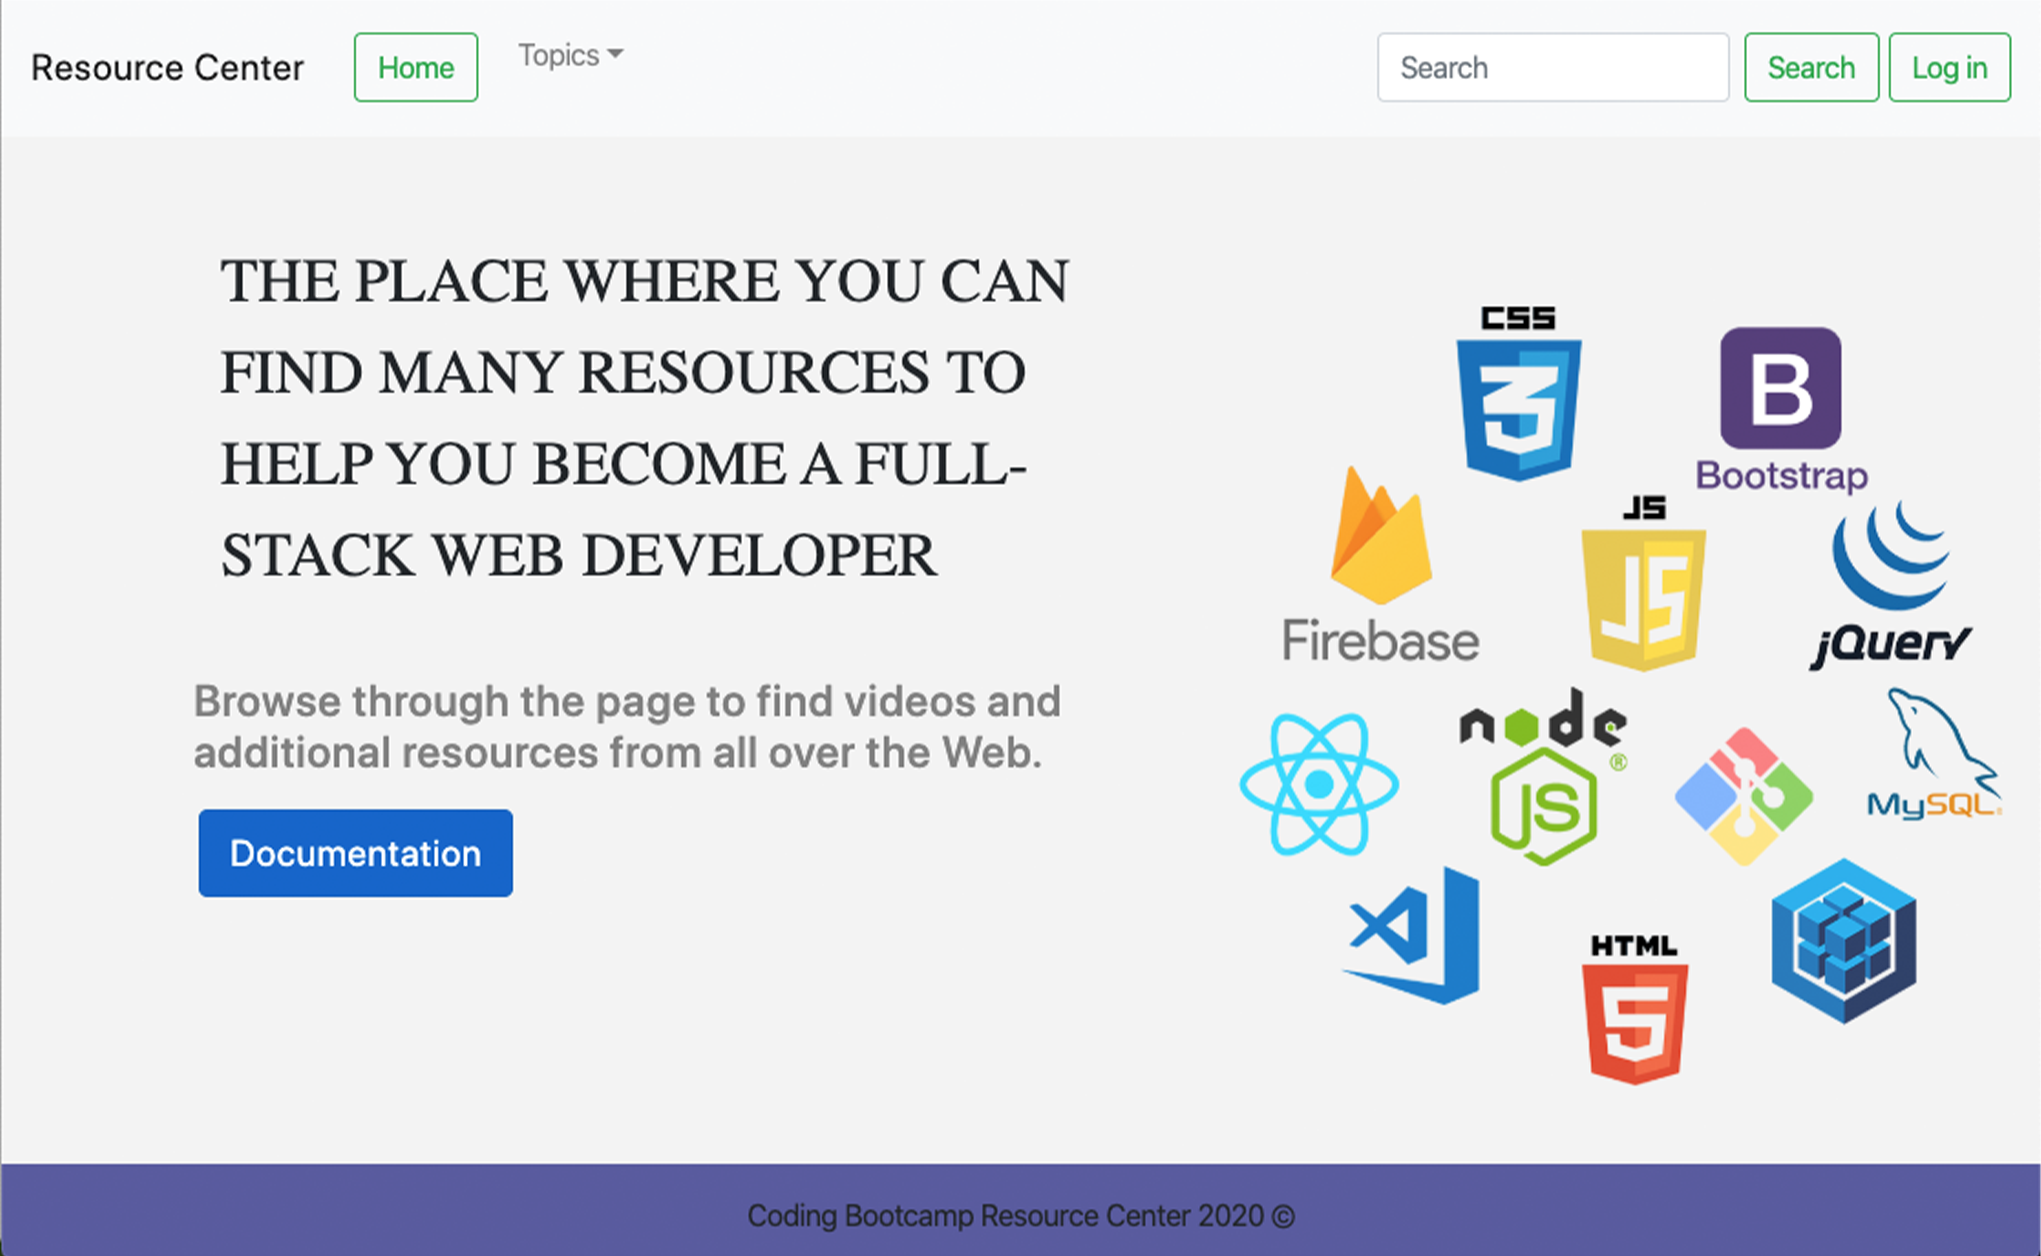 Resource Center Home Topics Search Search Log in
THE PLACE WHERE YOU CAN
FIND MANY RESOURCES TO
HELP YOU BECOME A FULL-
STACK WEB DEVELOPER
Browse through the page to find videos and
additional resources from all over the Web.
Documentation
CSS
3
B
Bootstrap
Firebase
JS
JS
jQuery
node
®
JS
MySQL
HTML
5
Coding Bootcamp Resource Center 2020 ©